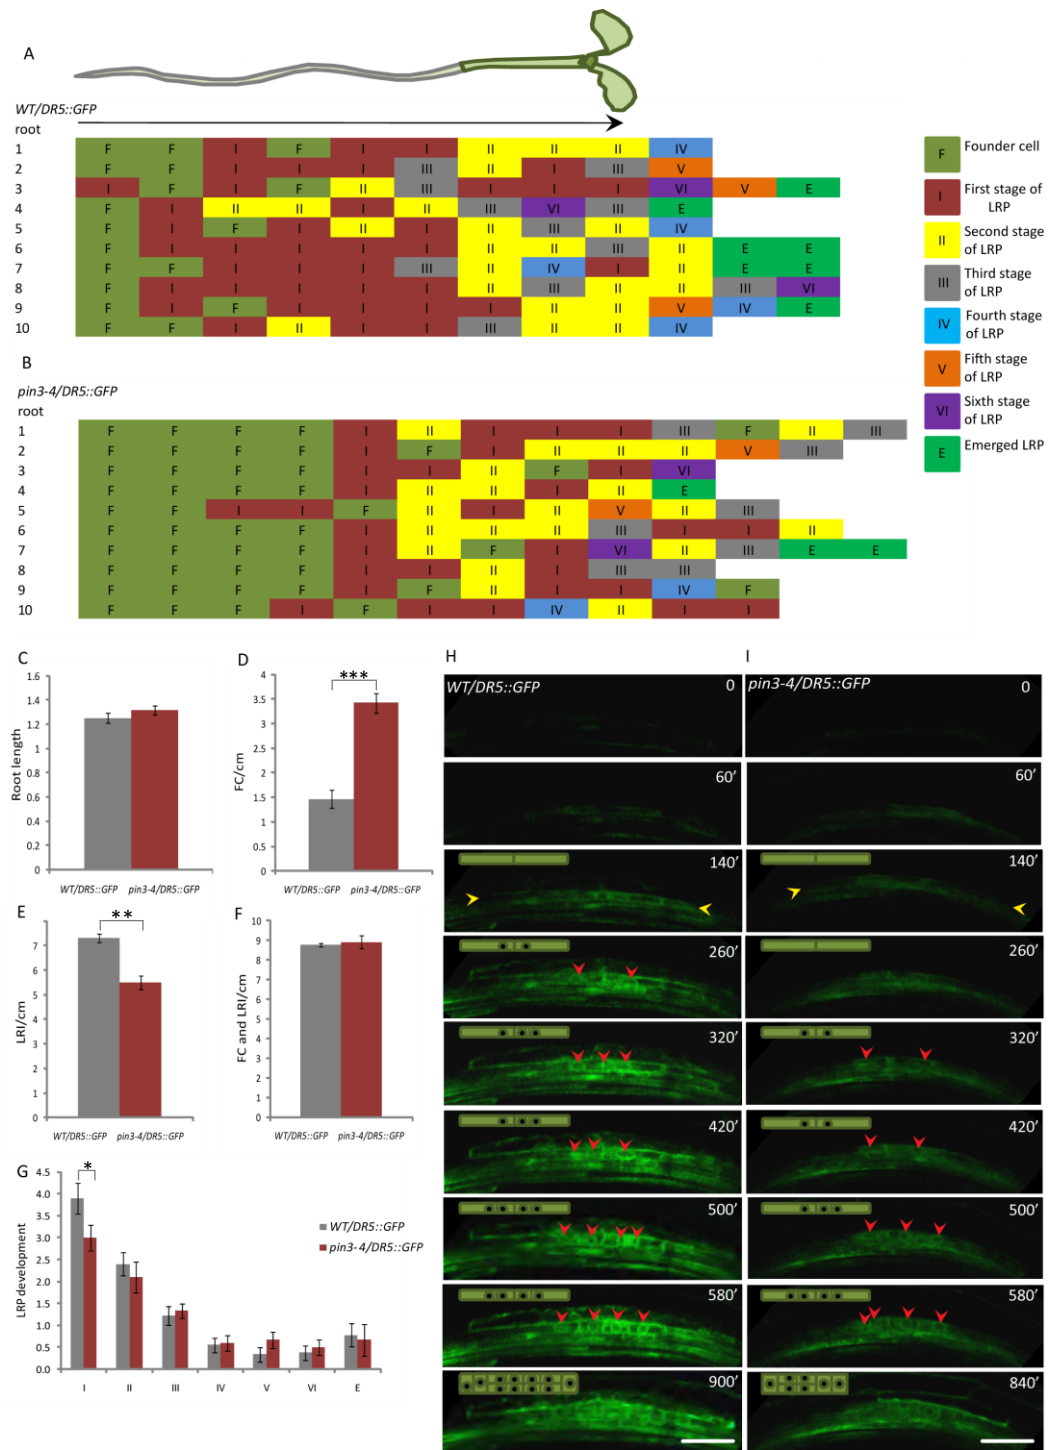 A
WT/DR5::GFP
root
1 F F I F I I II II II IV
2 F F I I I III II I III V
3 I F I F II III I I I VI V E
4 F I II II I II III VI III E
5 F I F I II I II III II IV
6 F I I I I I II II III II E E
7 F F I I I III II IV I II E E
8 F I I I I I II III II II III VI
9 F I F I I I I II II V IV E
10 F F I II I I III II II IV
F Founder cell
I First stage of LRP
II Second stage of LRP
III Third stage of LRP
IV Fourth stage of LRP
V Fifth stage of LRP
VI Sixth stage of LRP
E Emerged LRP
B
pin3-4/DR5::GFP
root
1 F F F F I II I I I III F II III
2 F F F F I F I II II II V III
3 F F F F I I II F I VI
4 F F F F I II II I II E
5 F F I I F II I II V II III
6 F F F F I II II II III I I II
7 F F F F I II F I VI II III E E
8 F F F F I I II I III III
9 F F F F I F II I I IV F
10 F F F I F I I IV II I I
C
Root length
1.6
1.4
1.2
1
0.8
0.6
0.4
0.2
0
WT/DR5::GFP pin3-4/DR5::GFP
D
FC/cm
***
4
3.5
3
2.5
2
1.5
1
0.5
0
WT/DR5::GFP pin3-4/DR5::GFP
E
LRI/cm
**
7
6
5
4
3
2
1
0
WT/DR5::GFP pin3-4/DR5::GFP
F
FC and LRI/cm
10
9
8
7
6
5
4
3
2
1
0
WT/DR5::GFP pin3-4/DR5::GFP
G
LRP development
*
4.5
4.0
3.5
3.0
2.5
2.0
1.5
1.0
0.5
0.0
I II III IV V VI E
WT/DR5::GFP
pin3-4/DR5::GFP
H
WT/DR5::GFP 0
60’
140’
260’
320’
420’
500’
580’
900’
I
pin3-4/DR5::GFP 0
60’
140’
260’
320’
420’
500’
580’
840’